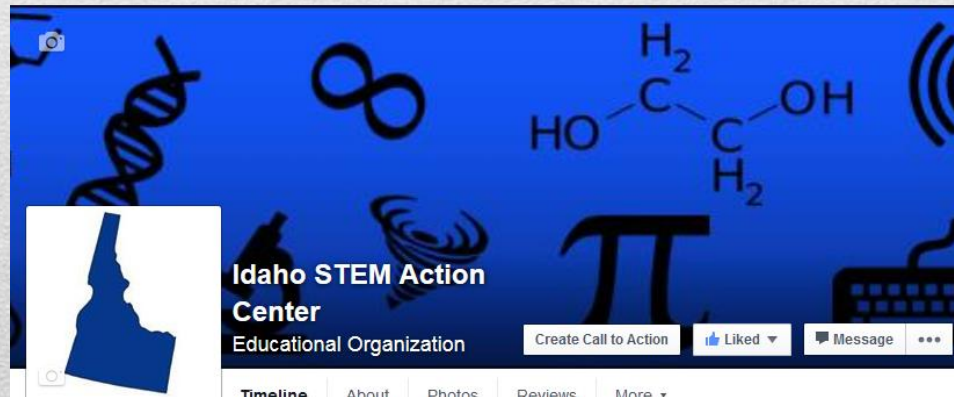 H2
HO C OH
C
H2
π
Idaho STEM Action
Center
Educational Organization
Create Call to Action Liked Message
Timeline About Photos Reviews More